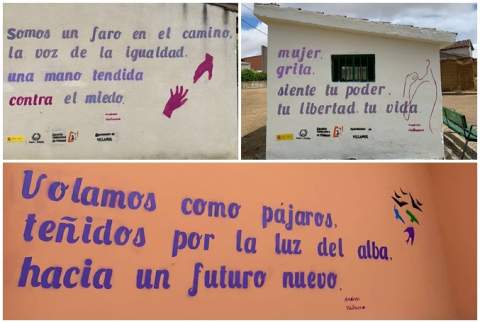 Somos un faro en el camino,
la voz de la igualdad.
una mano tendida
contra el miedo.
mujer.
grita.
siente tu poder.
tu libertad. tu vida
Volamos como pájaros,
teñidos por la luz del alba,
hacia un futuro nuevo.